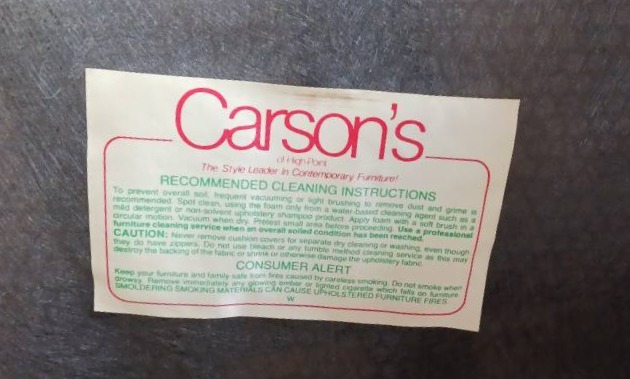 Carson's
of High Point
The Style Leader In Contemporary Furniture!
RECOMMENDED CLEANING INSTRUCTIONS
To prevent overall soil, frequent vacuuming or light brushing to remove dust and grime is
recommended. Spot clean, using the foam only from a water-based cleaning agent such as a
mild detergent or non-solvent upholstery shampoo product. Apply foam with a soft brush in a
circular motion. Vacuum when dry. Pretest small area before proceeding. Use a professional
furniture cleaning service when an overall soiled condition has been reached.
CAUTION: Never remove cushion covers for separate dry cleaning or washing, even though
they do have zippers. Do not use bleach or any tumble method cleaning service as this may
destroy the backing of the fabric or shrink or otherwise damage the upholstery fabric.
CONSUMER ALERT
Keep your furniture and family safe from fires caused by careless smoking. Do not smoke when
drowsy. Remove immediately any glowing ember or lighted cigarette which falls on furniture.
SMOLDERING SMOKING MATERIALS CAN CAUSE UPHOLSTERED FURNITURE FIRES
W